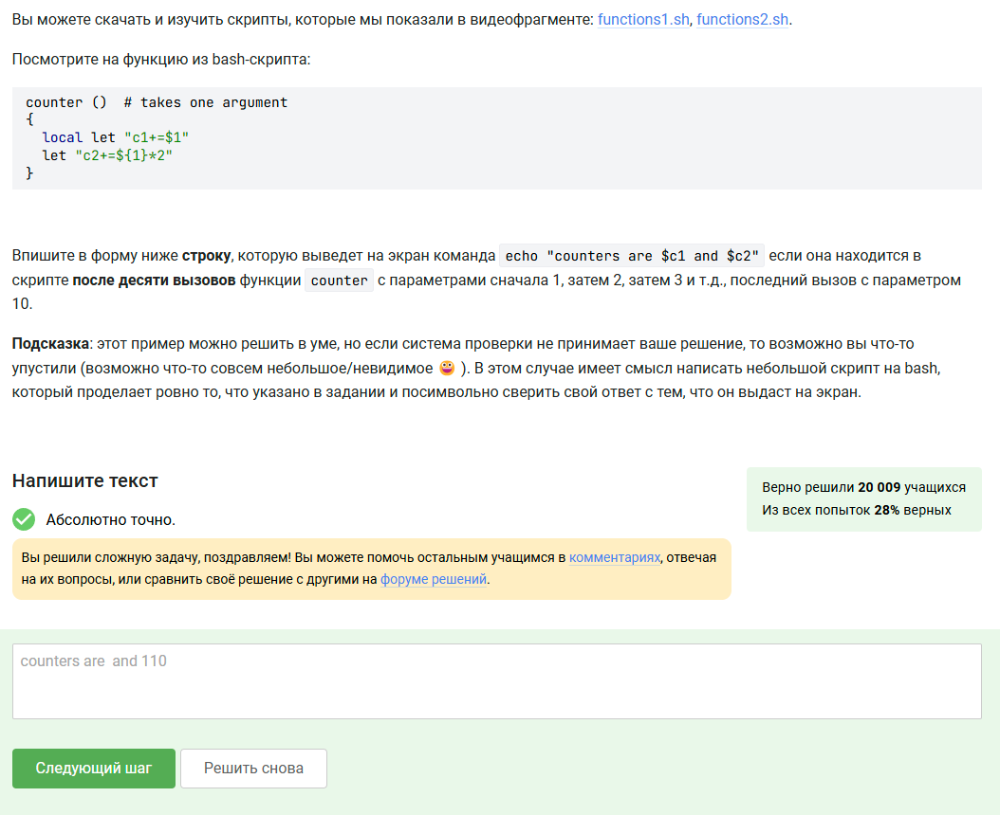 Вы можете скачать и изучить скрипты, которые мы показали в видеофрагменте: functions1.sh, functions2.sh.
Посмотрите на функцию из bash-скрипта:
counter ()  # takes one argument
{
  local let "c1+=$1"
  let "c2+=${1}*2"
}
Впишите в форму ниже строку, которую выведет на экран команда echo "counters are $c1 and $c2" если она находится в
скрипте после десяти вызовов функции counter с параметрами сначала 1, затем 2, затем 3 и т.д., последний вызов с параметром
10.
Подсказка: этот пример можно решить в уме, но если система проверки не принимает ваше решение, то возможно вы что-то
упустили (возможно что-то совсем небольшое/невидимое 😀 ). В этом случае имеет смысл написать небольшой скрипт на bash,
который проделает ровно то, что указано в задании и посимвольно сверить свой ответ с тем, что он выдаст на экран.
Напишите текст
Верно решили 20 009 учащихся
Из всех попыток 28% верных
Абсолютно точно.
Вы решили сложную задачу, поздравляем! Вы можете помочь остальным учащимся в комментариях, отвечая
на их вопросы, или сравнить своё решение с другими на форуме решений.
counters are  and 110
Следующий шаг
Решить снова